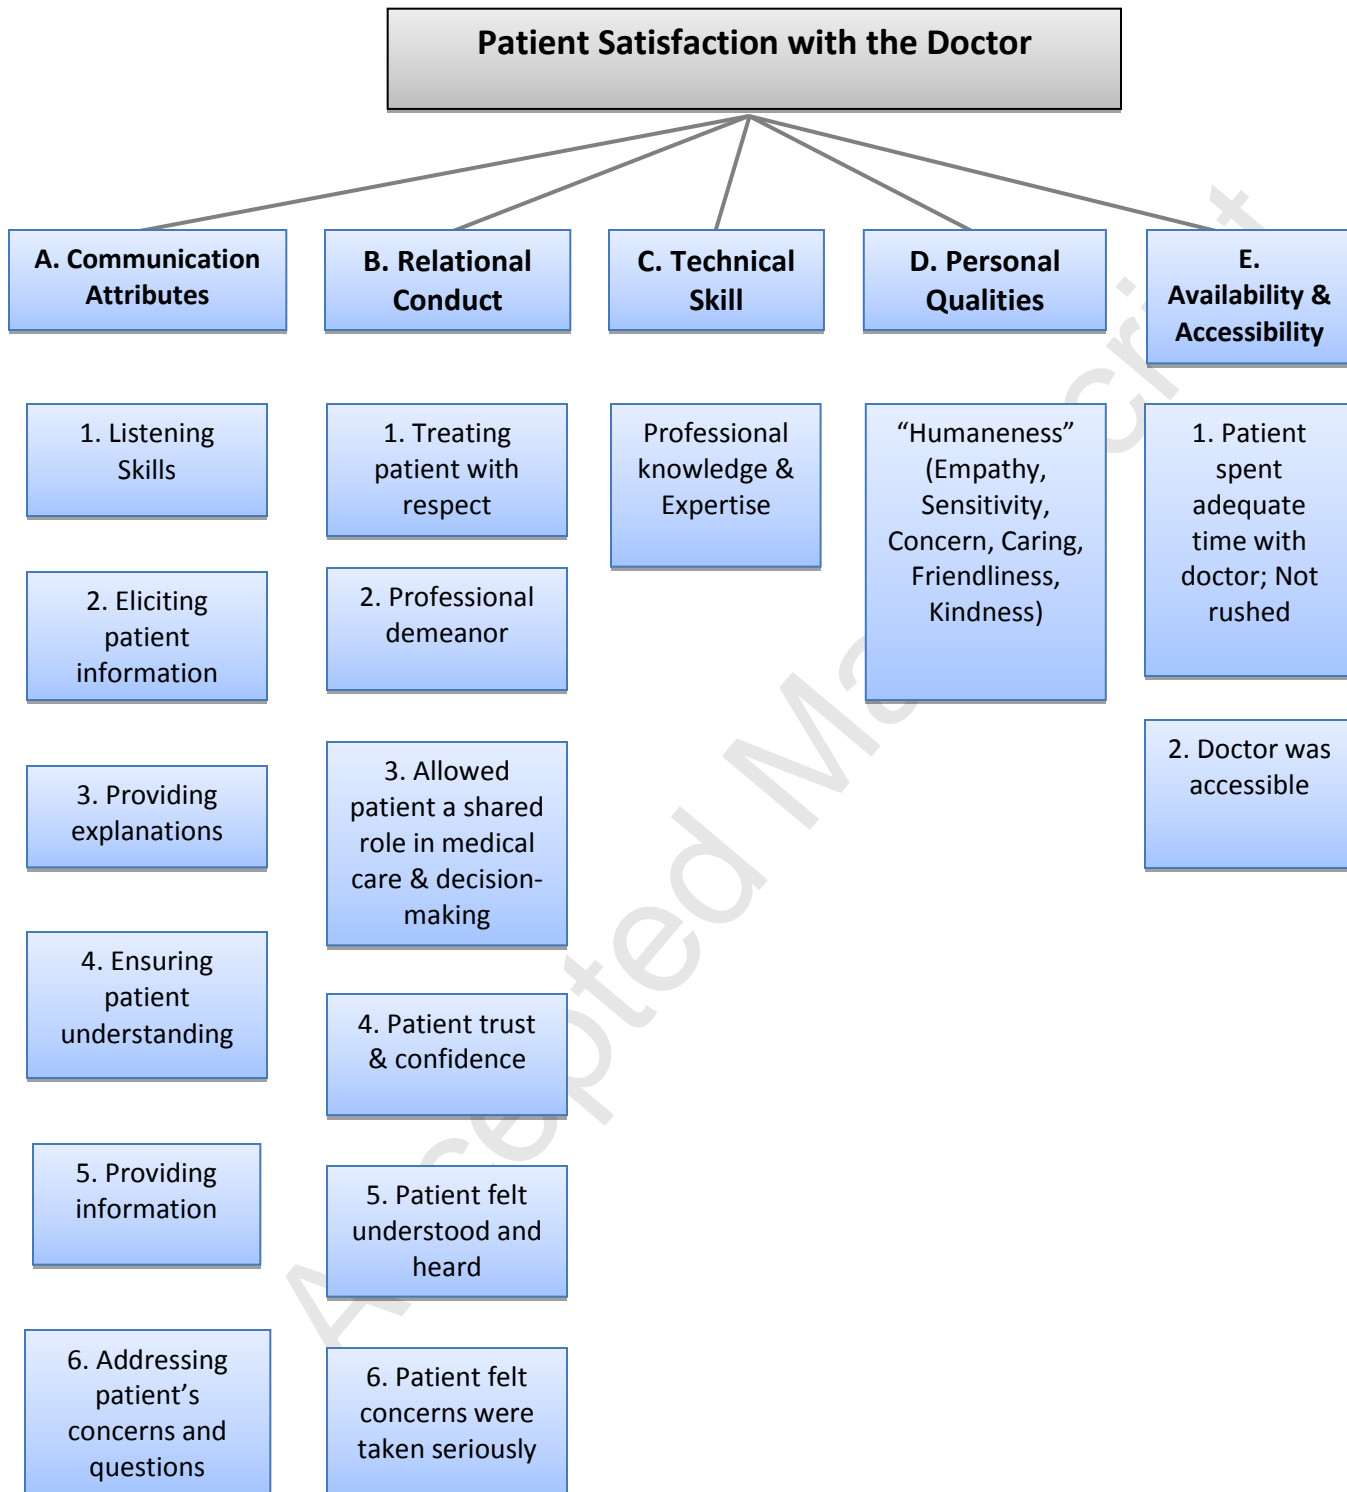 Patient Satisfaction with the Doctor
A. Communication
Attributes
B. Relational
Conduct
C. Technical
Skill
D. Personal
Qualities
E.
Availability &
Accessibility
1. Listening
Skills
2. Eliciting
patient
information
3. Providing
explanations
4. Ensuring
patient
understanding
5. Providing
information
6. Addressing
patient’s
concerns and
questions
1. Treating
patient with
respect
2. Professional
demeanor
3. Allowed
patient a shared
role in medical
care & decision-
making
4. Patient trust
& confidence
5. Patient felt
understood and
heard
6. Patient felt
concerns were
taken seriously
Professional
knowledge &
Expertise
“Humaneness”
(Empathy,
Sensitivity,
Concern, Caring,
Friendliness,
Kindness)
1. Patient
spent
adequate
time with
doctor; Not
rushed
2. Doctor was
accessible